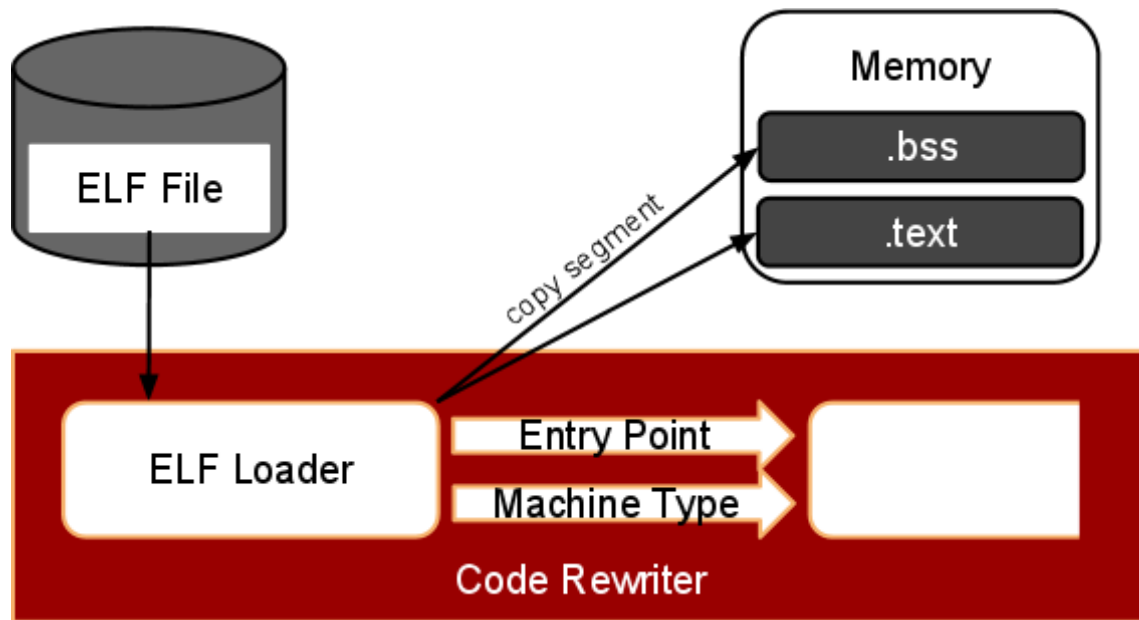 Memory
.bss
.text
ELF File
copy segment
ELF Loader
Entry Point
Machine Type
Code Rewriter